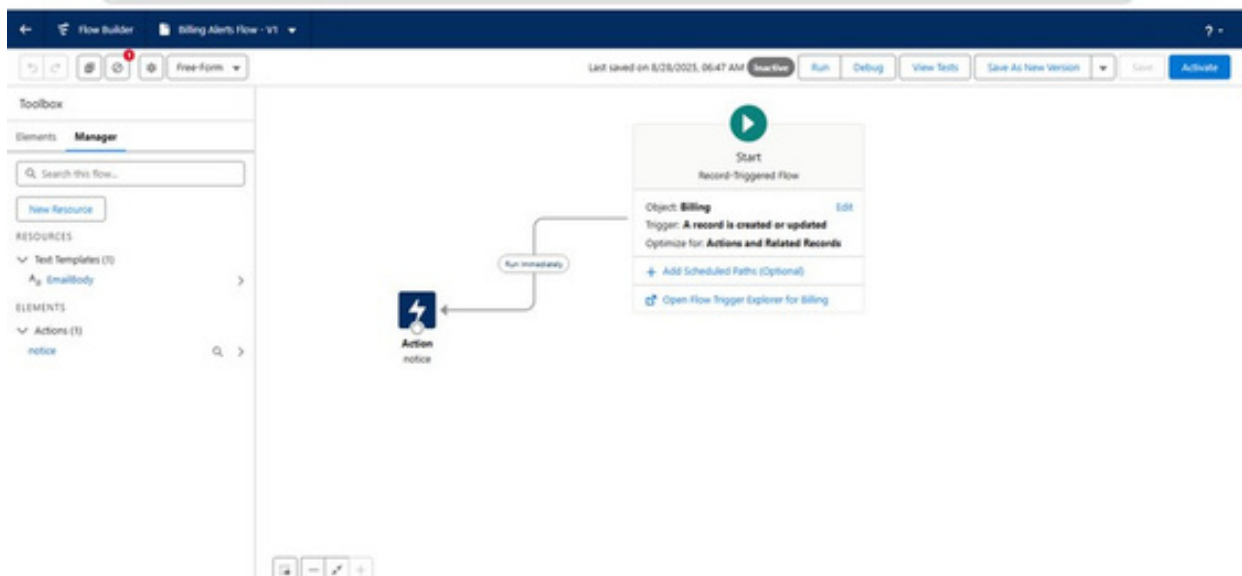 Flow Builder Billing Alerts Flow - V1 ?
1 Free-Form Last saved on 8/28/2025, 06:47 AM Inactive Run Debug View Tests Save As New Version Save Activate
Toolbox
Elements Manager
Search this flow...
New Resource
RESOURCES
Text Templates (1)
EmailBody
ELEMENTS
Actions (1)
notice
Start
Record-Triggered Flow
Object: Billing Edit
Trigger: A record is created or updated
Optimize for: Actions and Related Records
Add Scheduled Paths (Optional)
Open Flow Trigger Explorer for Billing
Run Immediately
Action
notice